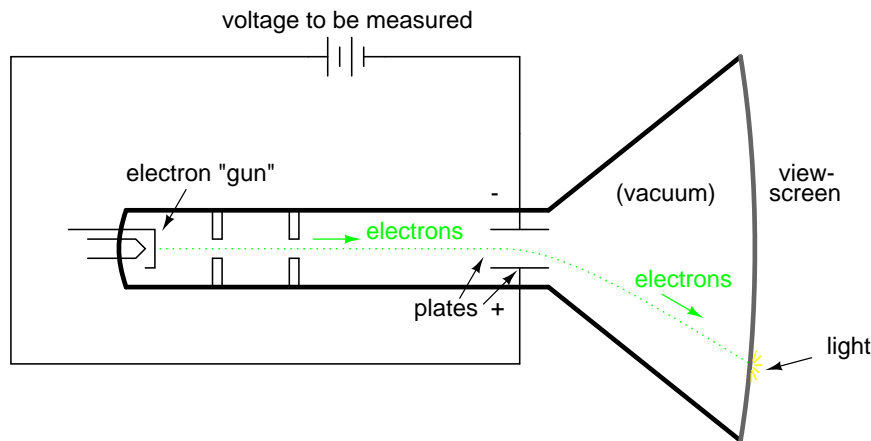 voltage to be measured
electron "gun"
-
(vacuum)
view-
screen
electrons
electrons
plates
+
light